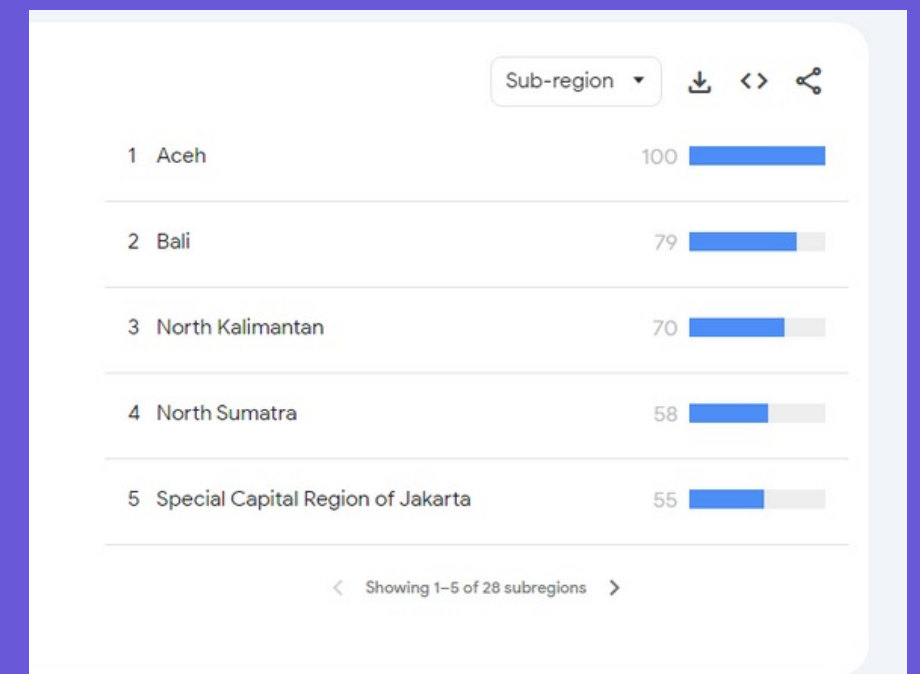 Sub-region
1 Aceh 100
2 Bali 79
3 North Kalimantan 70
4 North Sumatra 58
5 Special Capital Region of Jakarta 55
Showing 1–5 of 28 subregions